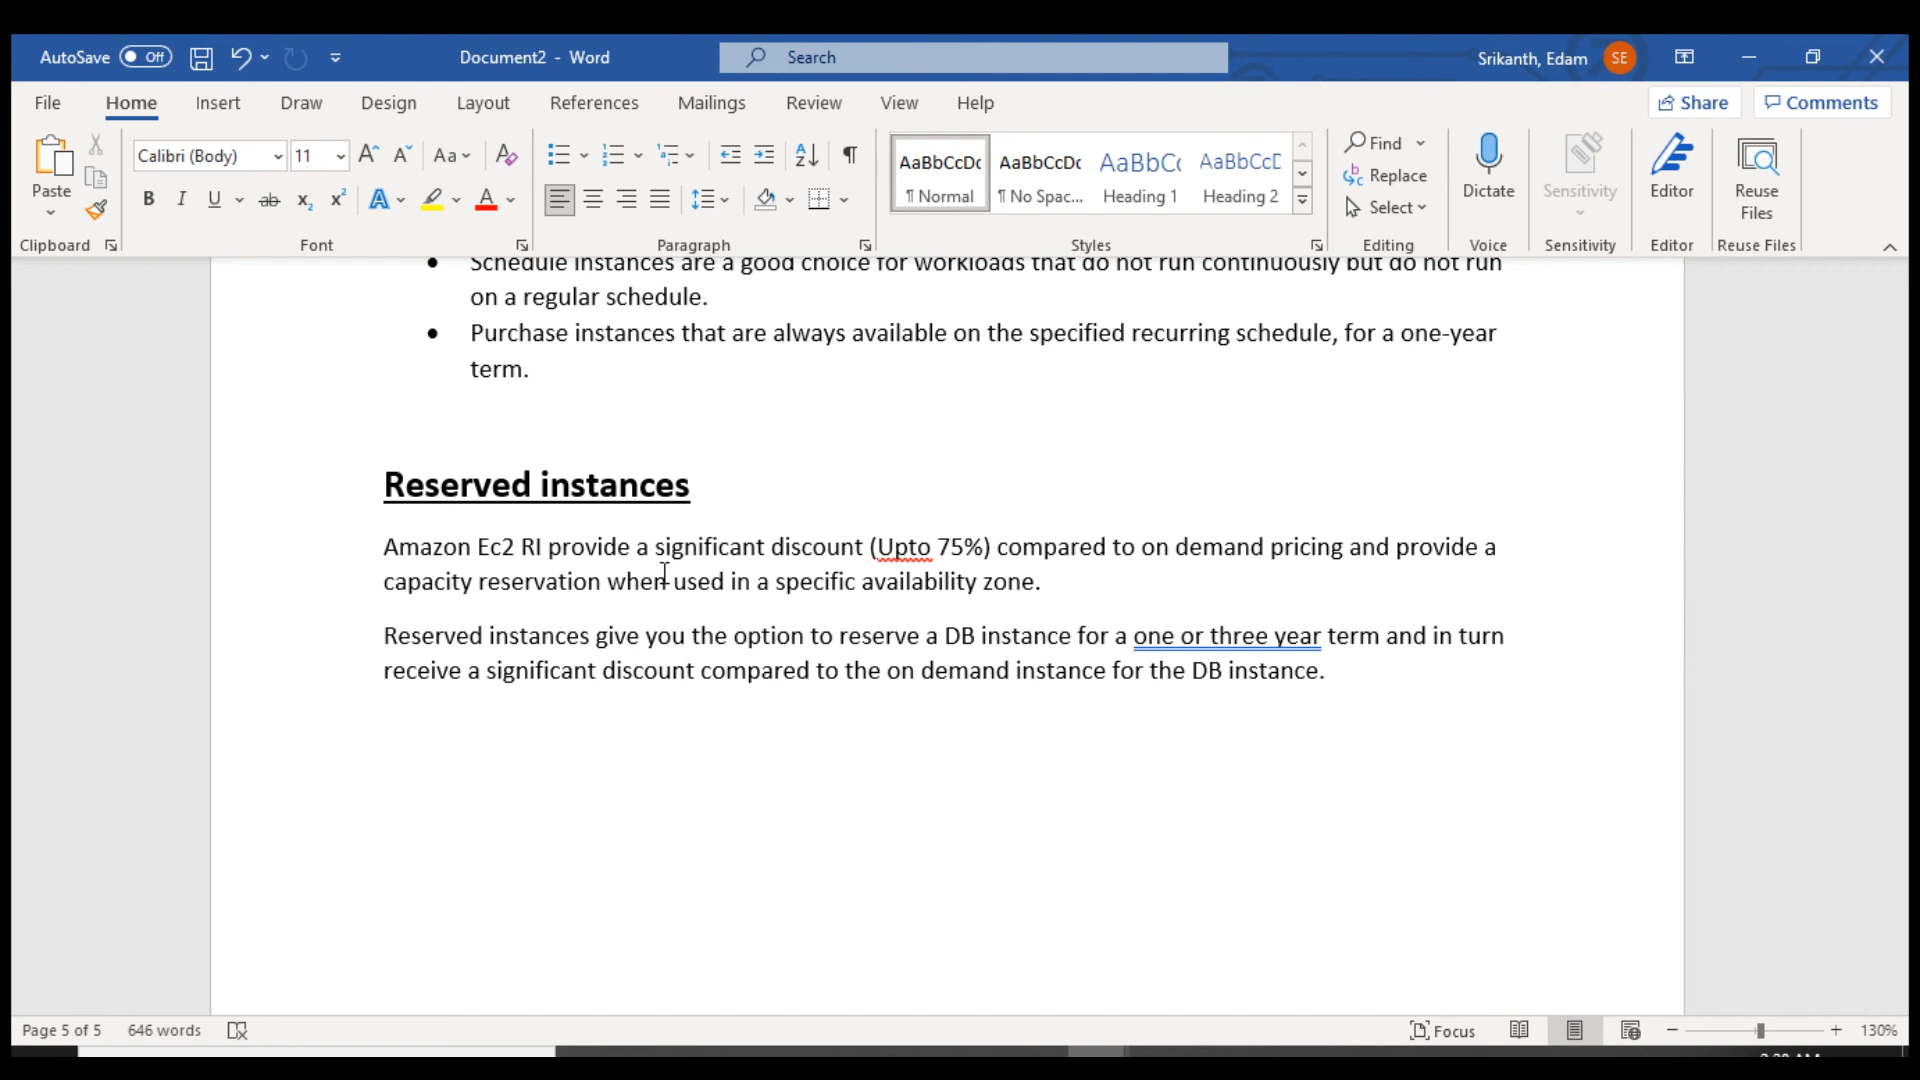 AutoSave Off Document2 - Word Search Srikanth, Edam SE
File Home Insert Draw Design Layout References Mailings Review View Help Share Comments
Paste
Clipboard
Calibri (Body) 11 A A Aa A
B I U ab x2 x2 A A
Font
Paragraph
AaBbCcDc AaBbCcDc AaBbCc AaBbCcD
¶ Normal ¶ No Spac... Heading 1 Heading 2
Styles
Find
Replace
Select
Editing
Dictate
Voice
Sensitivity
Sensitivity
Editor
Editor
Reuse
Files
Reuse Files
Schedule instances are a good choice for workloads that do not run continuously but do not run
on a regular schedule.
Purchase instances that are always available on the specified recurring schedule, for a one-year
term.
Reserved instances
Amazon Ec2 RI provide a significant discount (Upto 75%) compared to on demand pricing and provide a
capacity reservation when used in a specific availability zone.
Reserved instances give you the option to reserve a DB instance for a one or three year term and in turn
receive a significant discount compared to the on demand instance for the DB instance.
Page 5 of 5 646 words Focus 130%